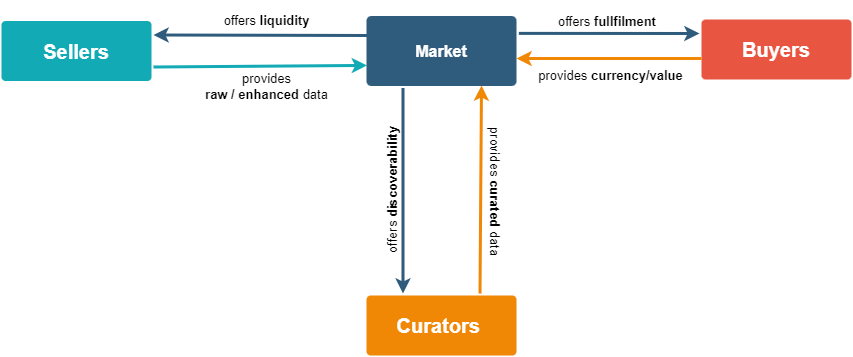 offers liquidity
offers fullfilment
Sellers
Market
Buyers
provides
raw / enhanced data
provides currency/value
offers discoverability
provides curated data
Curators